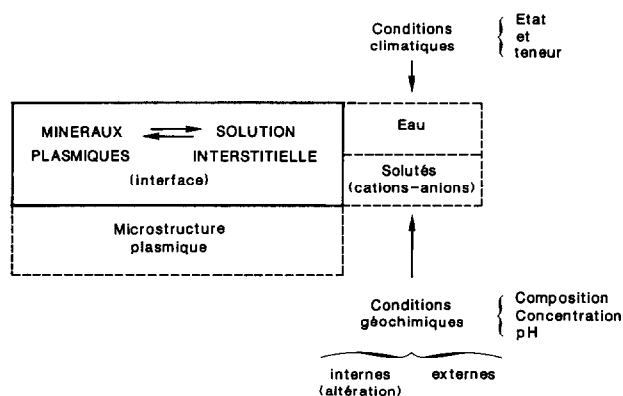 Conditions
climatiques
Etat
et
teneur
MINERAUX
PLASMIQUES
SOLUTION
INTERSTITIELLE
(interface)
Eau
Solutés
(cations-anions)
Microstructure
plasmique
Conditions
géochimiques
Composition
Concentration
pH
internes
(altération)
externes